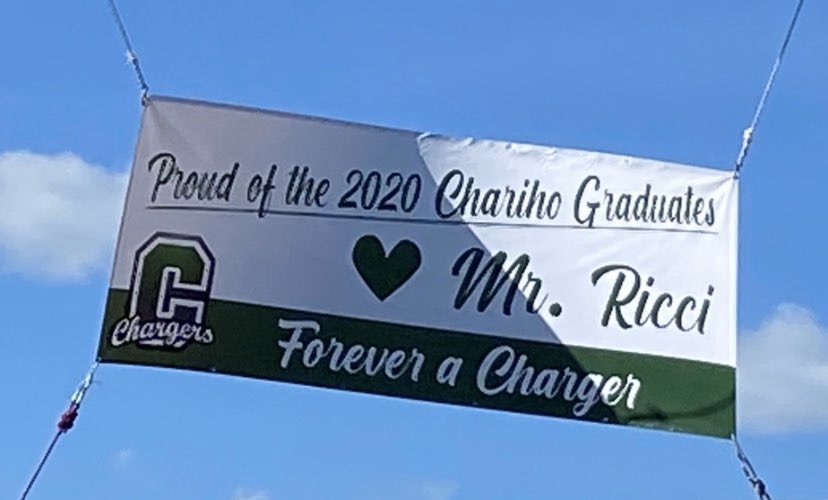 Proud of the 2020 Chariho Graduates
Mr. Ricci
C
Chargers
Forever a Charger